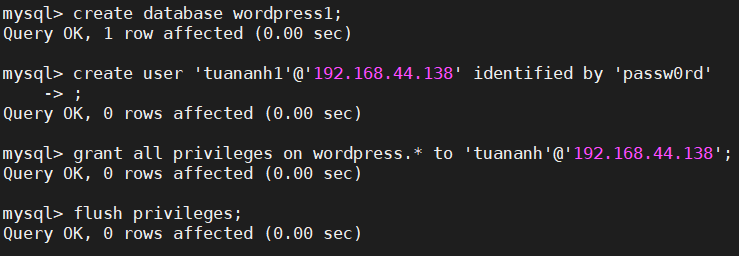 mysql> create database wordpress1;
Query OK, 1 row affected (0.00 sec)
mysql> create user 'tuananh1'@'192.168.44.138' identified by 'passw0rd'
    -> ;
Query OK, 0 rows affected (0.00 sec)
mysql> grant all privileges on wordpress.* to 'tuananh'@'192.168.44.138';
Query OK, 0 rows affected (0.00 sec)
mysql> flush privileges;
Query OK, 0 rows affected (0.00 sec)